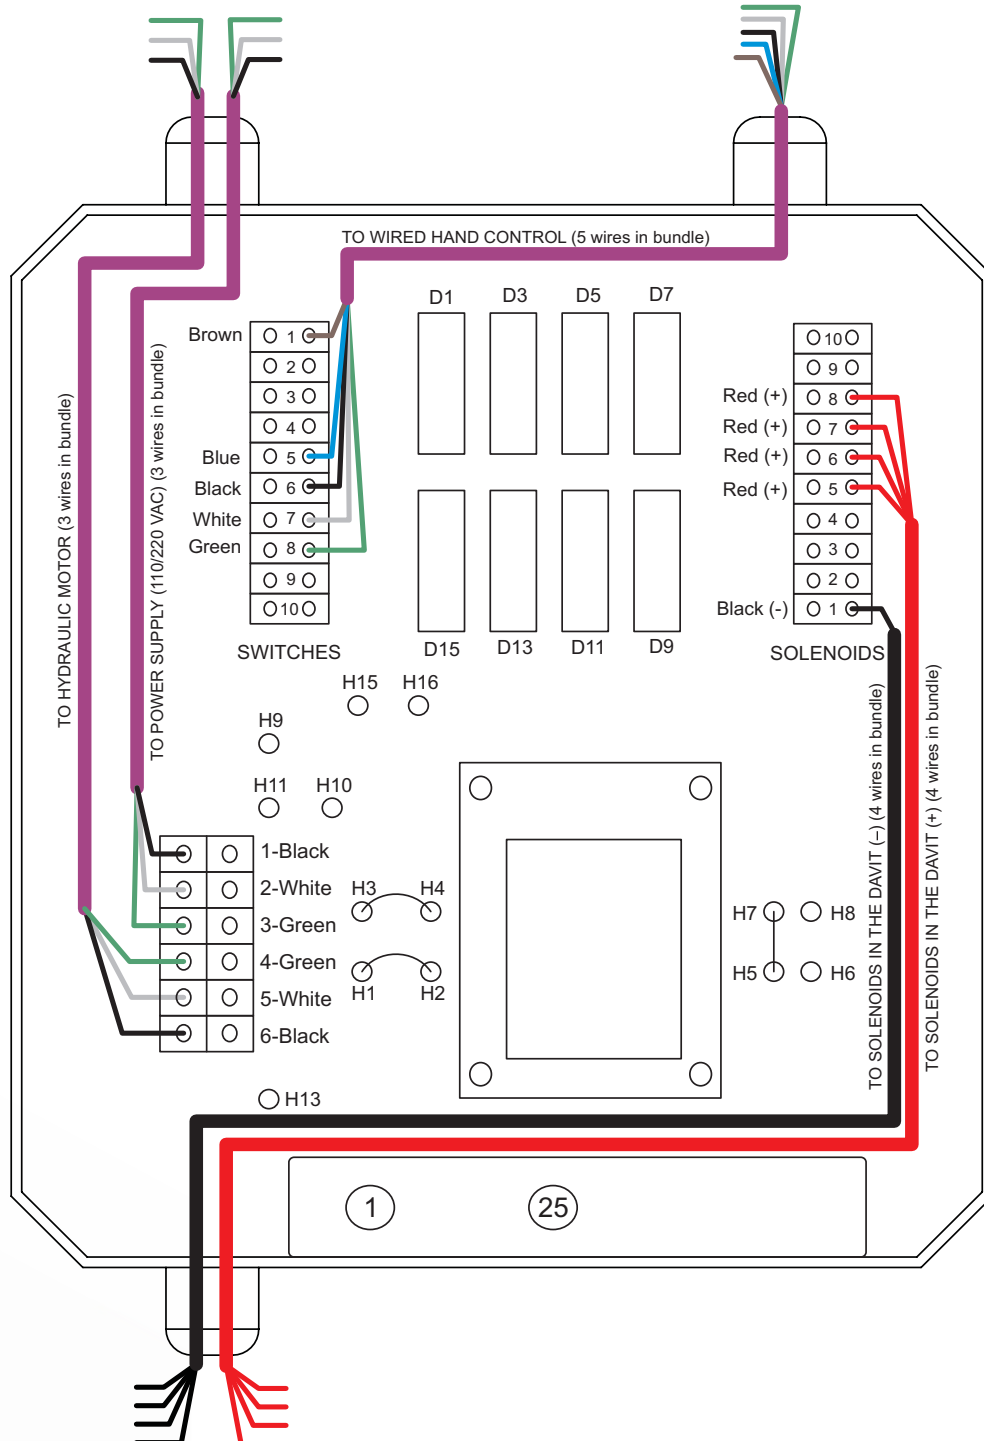 TO WIRED HAND CONTROL (5 wires in bundle)
TO HYDRAULIC MOTOR (3 wires in bundle)
TO POWER SUPPLY (110/220 VAC) (3 wires in bundle)
Brown
1
2
3
4
Blue
5
Black
6
White
7
Green
8
9
10
SWITCHES
D1
D3
D5
D7
D15
D13
D11
D9
10
9
Red (+)
8
Red (+)
7
Red (+)
6
Red (+)
5
4
3
2
Black (-)
1
SOLENOIDS
TO SOLENOIDS IN THE DAVIT (–) (4 wires in bundle)
TO SOLENOIDS IN THE DAVIT (+) (4 wires in bundle)
H15
H16
H9
H11
H10
1-Black
2-White
3-Green
4-Green
5-White
6-Black
H3
H4
H1
H2
H7
H8
H5
H6
H13
1
25